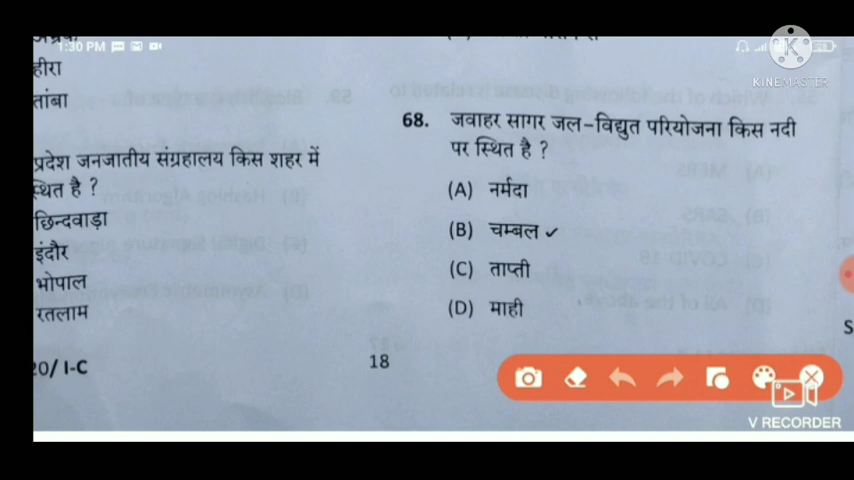 1:30 PM
KINEMASTER
हीरा
तांबा
प्रदेश जनजातीय संग्रहालय किस शहर में
स्थित है ?
छिन्दवाड़ा
इंदौर
भोपाल
रतलाम
20/ I-C
18
68. जवाहर सागर जल-विद्युत परियोजना किस नदी
पर स्थित है ?
(A) नर्मदा
(B) चम्बल ✓
(C) ताप्ती
(D) माही
V RECORDER